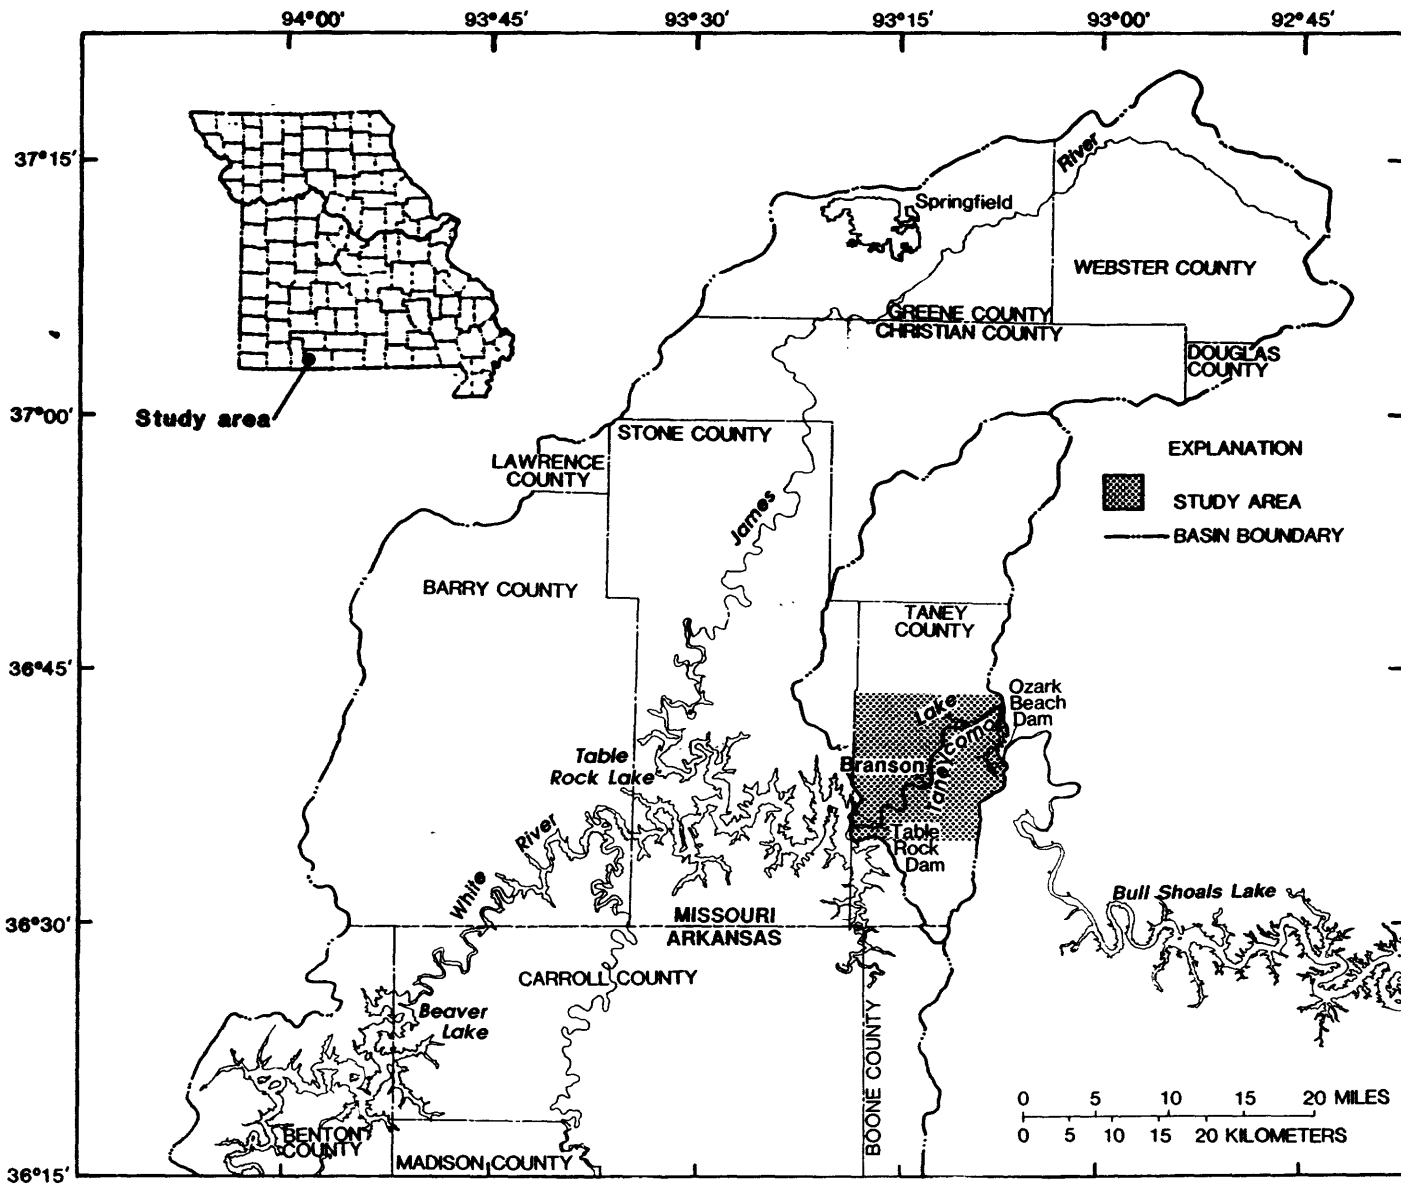 94°00'
93°45'
93°30'
93°15'
93°00'
92°45'
37°15'
37°00'
36°45'
36°30'
36°15'
Study area
River
Springfield
WEBSTER COUNTY
GREENE COUNTY
CHRISTIAN COUNTY
DOUGLAS
COUNTY
STONE COUNTY
LAWRENCE
COUNTY
EXPLANATION
STUDY AREA
BASIN BOUNDARY
James
BARRY COUNTY
TANEY
COUNTY
Ozark
Beach
Dam
Lake
Taneycomo
Table
Rock Lake
Branson
Table
Rock
Dam
White
River
Bull Shoals Lake
MISSOURI
ARKANSAS
CARROLL COUNTY
Beaver
Lake
BOONE COUNTY
BENTON
COUNTY
MADISON COUNTY
0 5 10 15 20 MILES
0 5 10 15 20 KILOMETERS